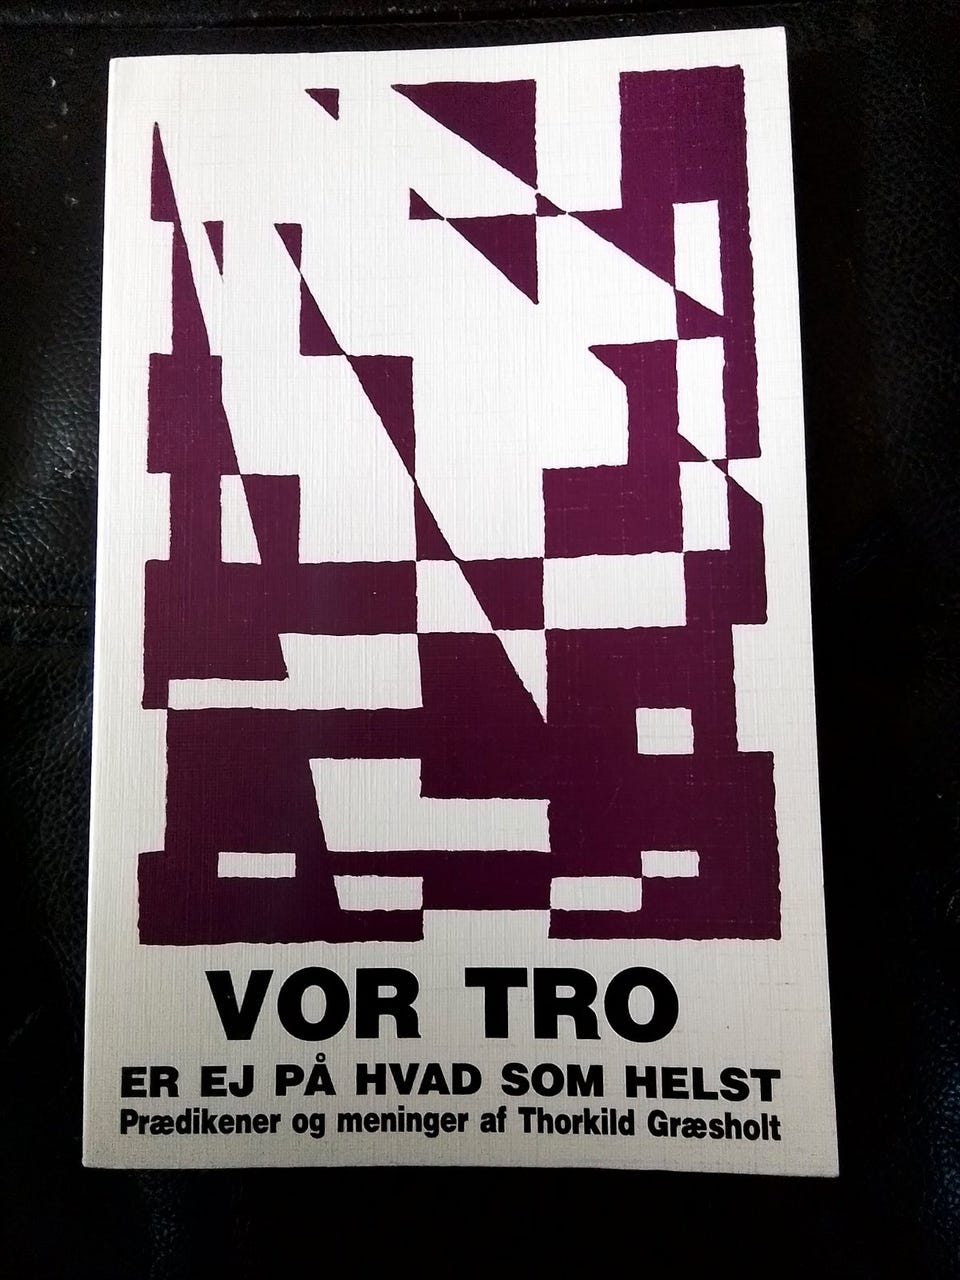 VOR TRO
ER EJ PÅ HVAD SOM HELST
Prædikener og meninger af Thorkild Græsholt